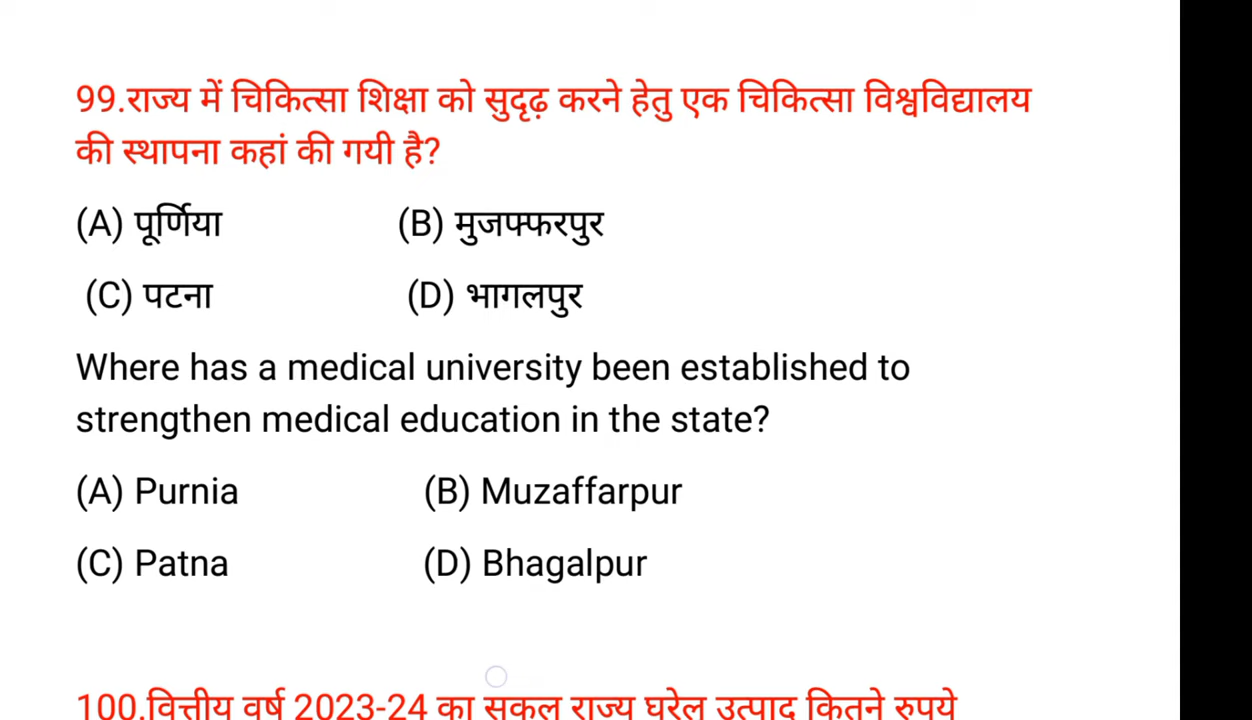 99.राज्य में चिकित्सा शिक्षा को सुदृढ़ करने हेतु एक चिकित्सा विश्वविद्यालय
की स्थापना कहां की गयी है?
(A) पूर्णिया (B) मुजफ्फरपुर
(C) पटना (D) भागलपुर
Where has a medical university been established to
strengthen medical education in the state?
(A) Purnia (B) Muzaffarpur
(C) Patna (D) Bhagalpur
100.वित्तीय वर्ष 2023-24 का सकल राज्य घरेलू उत्पाद कितने रुपये